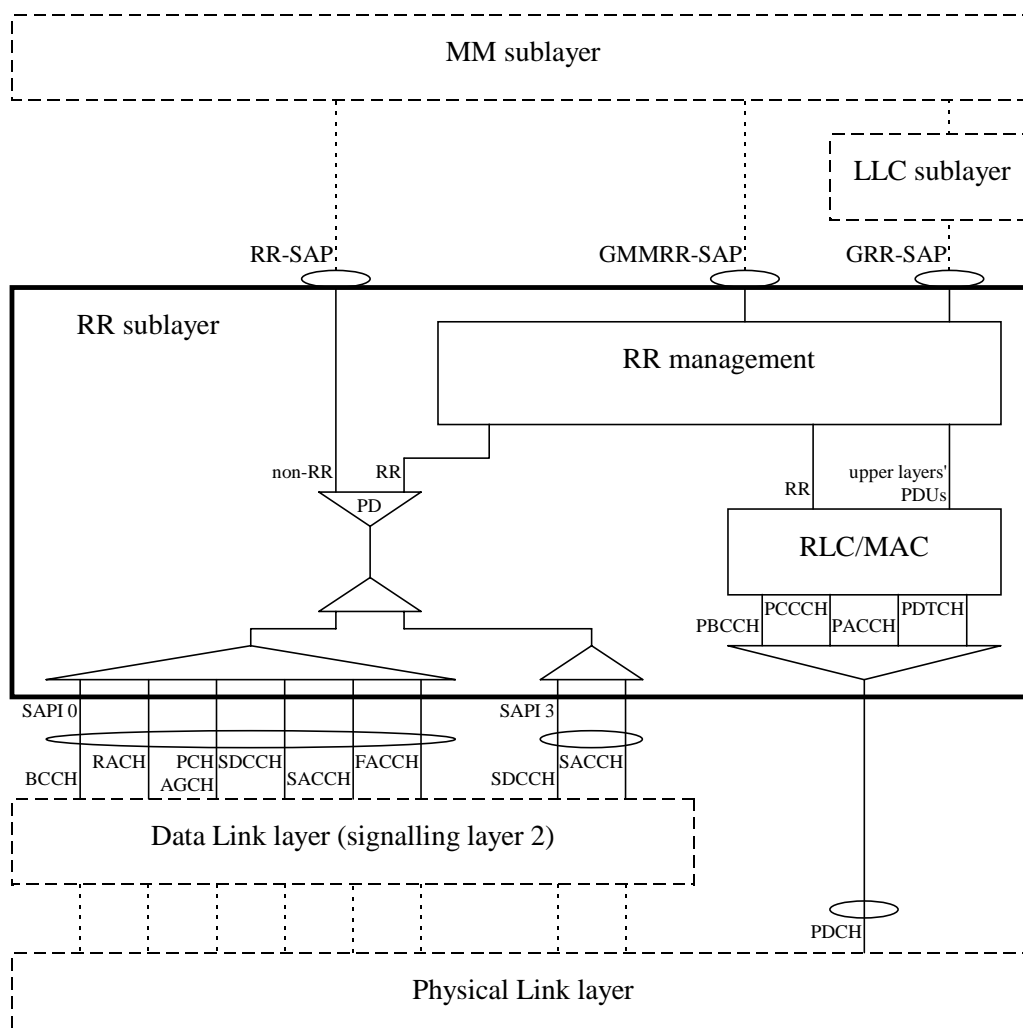 MM sublayer
LLC sublayer
RR-SAP
GMMRR-SAP
GRR-SAP
RR sublayer
RR management
non-RR
RR
PD
RR
upper layers'
PDUs
RLC/MAC
PBCCH
PCCCH
PACCH
PDTCH
SAPI 0
SAPI 3
BCCH
RACH
PCH
AGCH
SDCCH
SACCH
FACCH
SDCCH
SACCH
Data Link layer (signalling layer 2)
PDCH
Physical Link layer